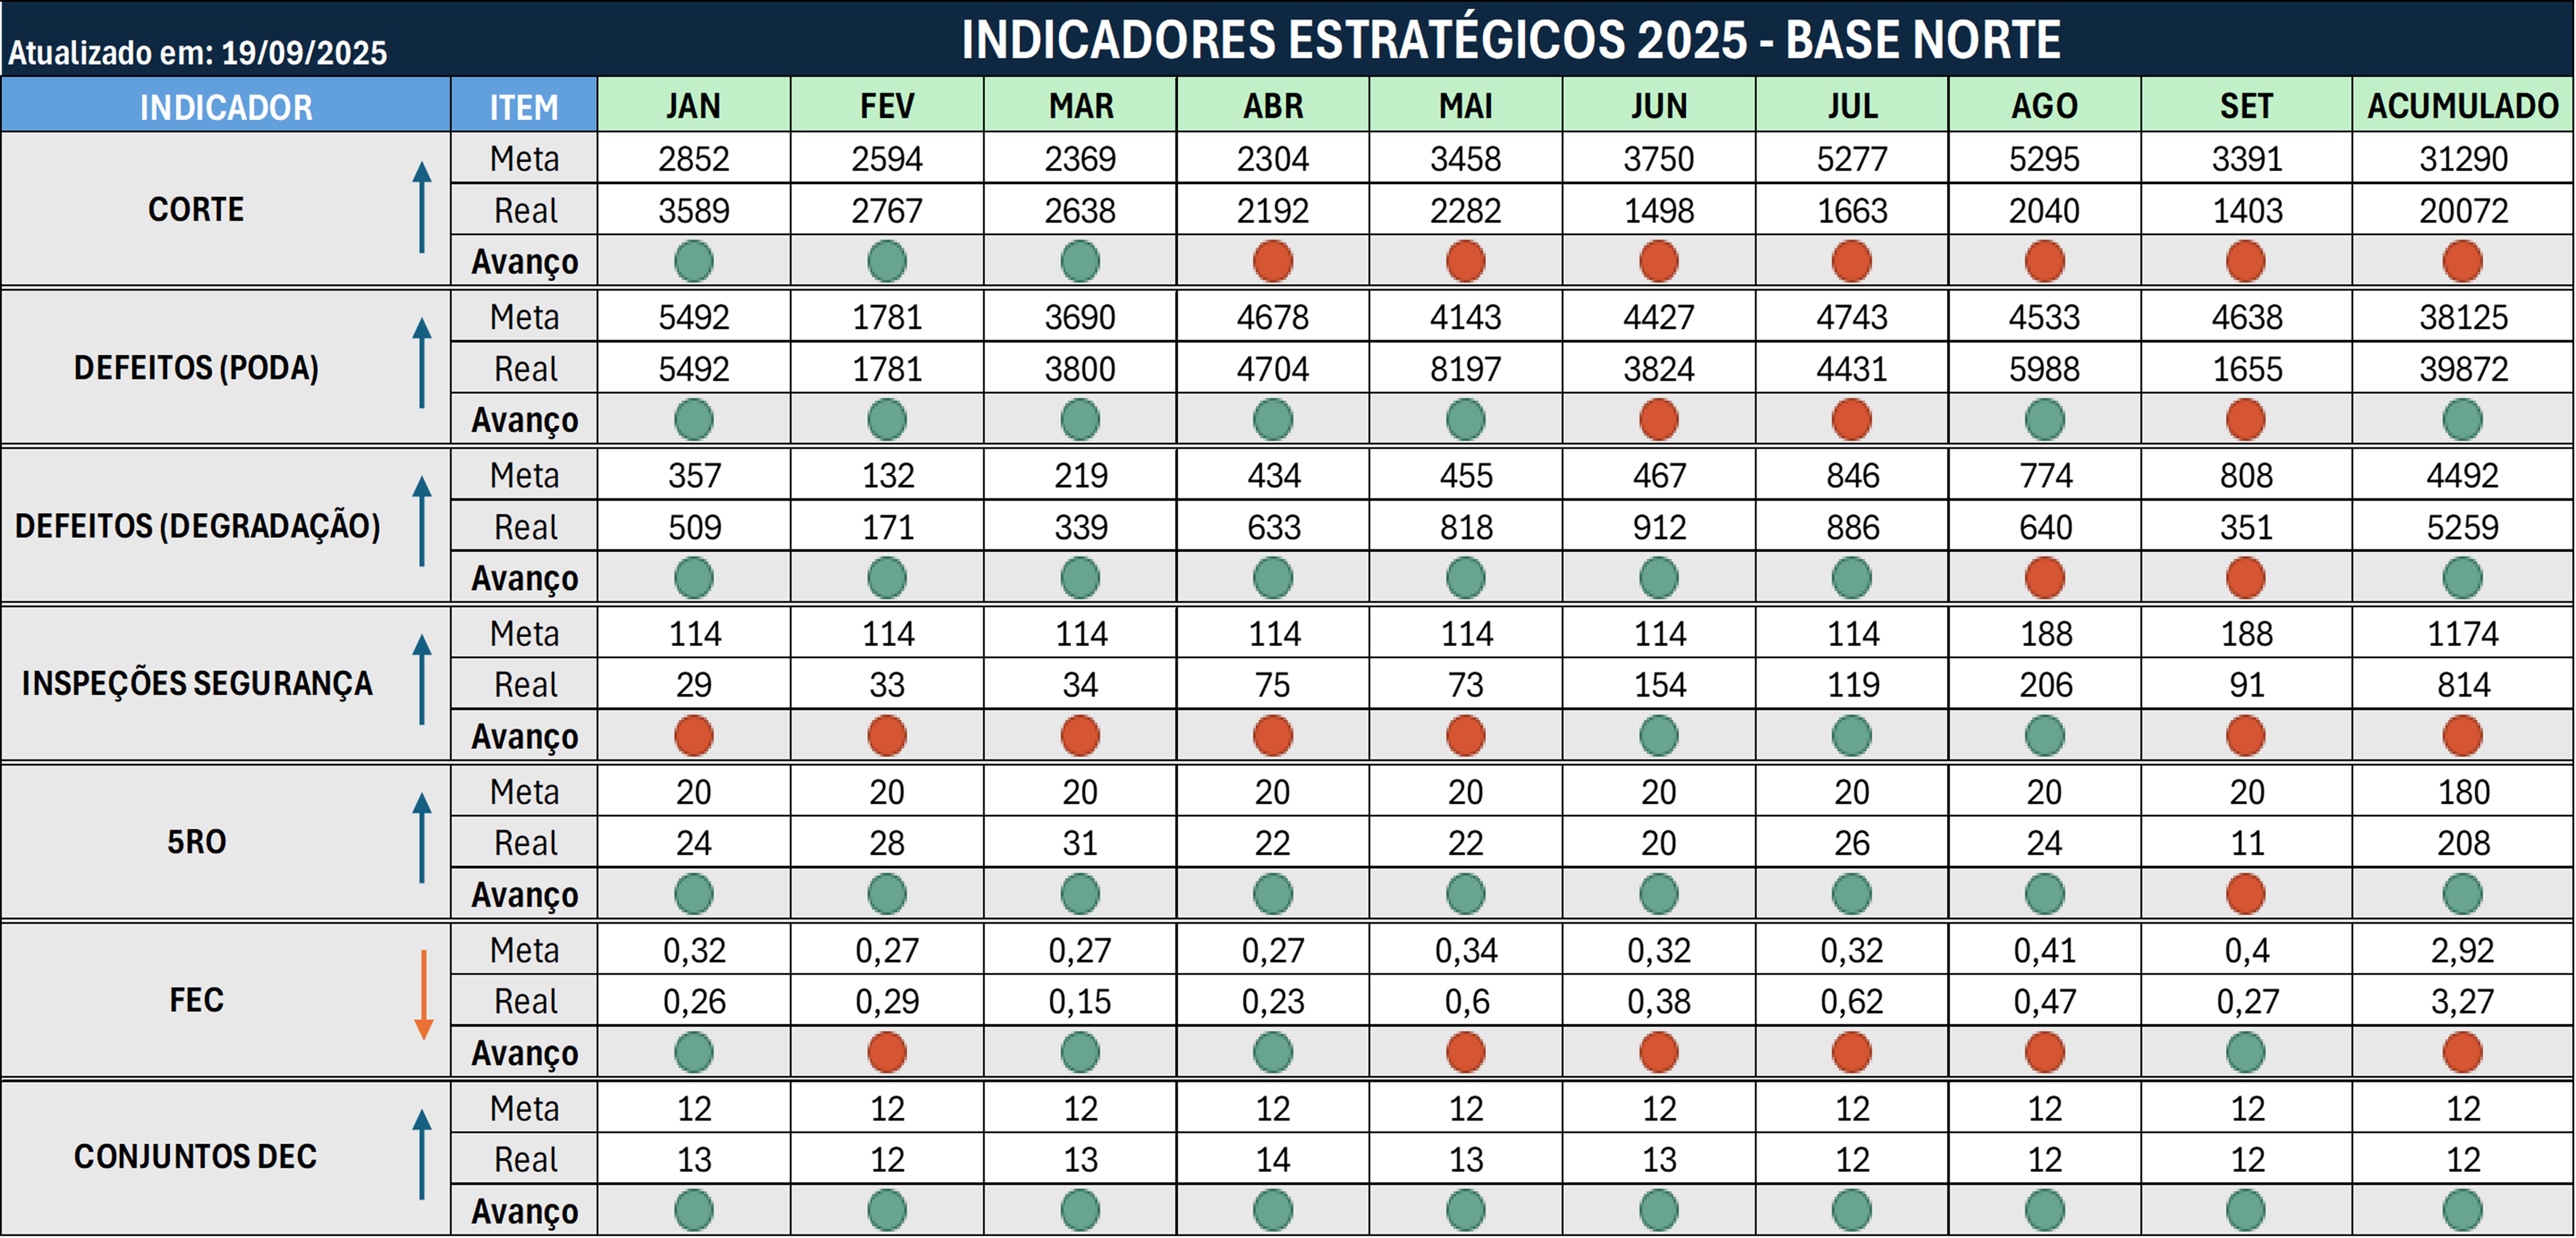 INDICADORES ESTRATÉGICOS 2025 - BASE NORTE
Atualizado em: 19/09/2025
INDICADOR ITEM JAN FEV MAR ABR MAI JUN JUL AGO SET ACUMULADO
CORTE
Meta 2852 2594 2369 2304 3458 3750 5277 5295 3391 31290
Real 3589 2767 2638 2192 2282 1498 1663 2040 1403 20072
Avanço
DEFEITOS (PODA)
Meta 5492 1781 3690 4678 4143 4427 4743 4533 4638 38125
Real 5492 1781 3800 4704 8197 3824 4431 5988 1655 39872
Avanço
DEFEITOS (DEGRADAÇÃO)
Meta 357 132 219 434 455 467 846 774 808 4492
Real 509 171 339 633 818 912 886 640 351 5259
Avanço
INSPEÇÕES SEGURANÇA
Meta 114 114 114 114 114 114 114 188 188 1174
Real 29 33 34 75 73 154 119 206 91 814
Avanço
5RO
Meta 20 20 20 20 20 20 20 20 20 180
Real 24 28 31 22 22 20 26 24 11 208
Avanço
FEC
Meta 0,32 0,27 0,27 0,27 0,34 0,32 0,32 0,41 0,4 2,92
Real 0,26 0,29 0,15 0,23 0,6 0,38 0,62 0,47 0,27 3,27
Avanço
CONJUNTOS DEC
Meta 12 12 12 12 12 12 12 12 12 12
Real 13 12 13 14 13 13 12 12 12 12
Avanço